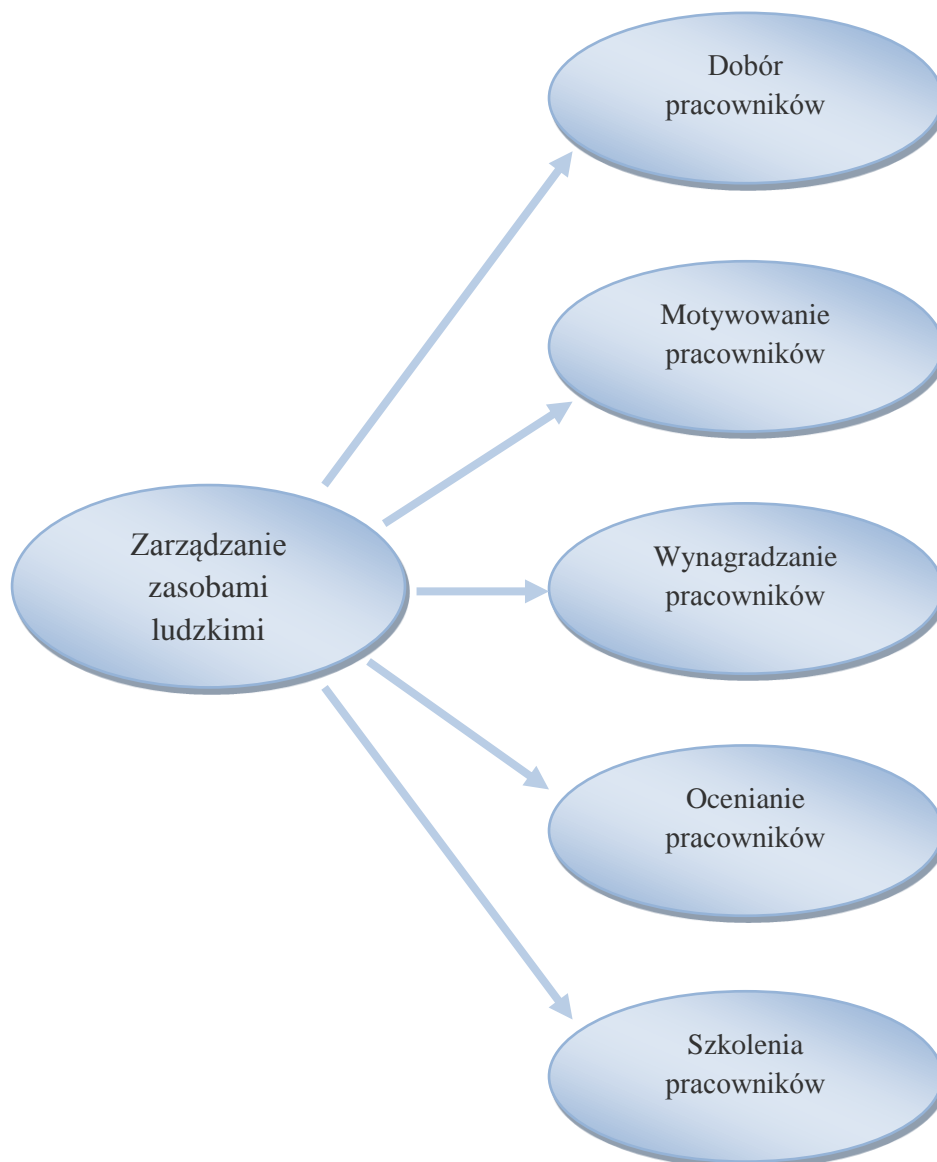 Dobór
pracowników
Motywowanie
pracowników
Zarządzanie
zasobami
ludzkimi
Wynagradzanie
pracowników
Ocenianie
pracowników
Szkolenia
pracowników